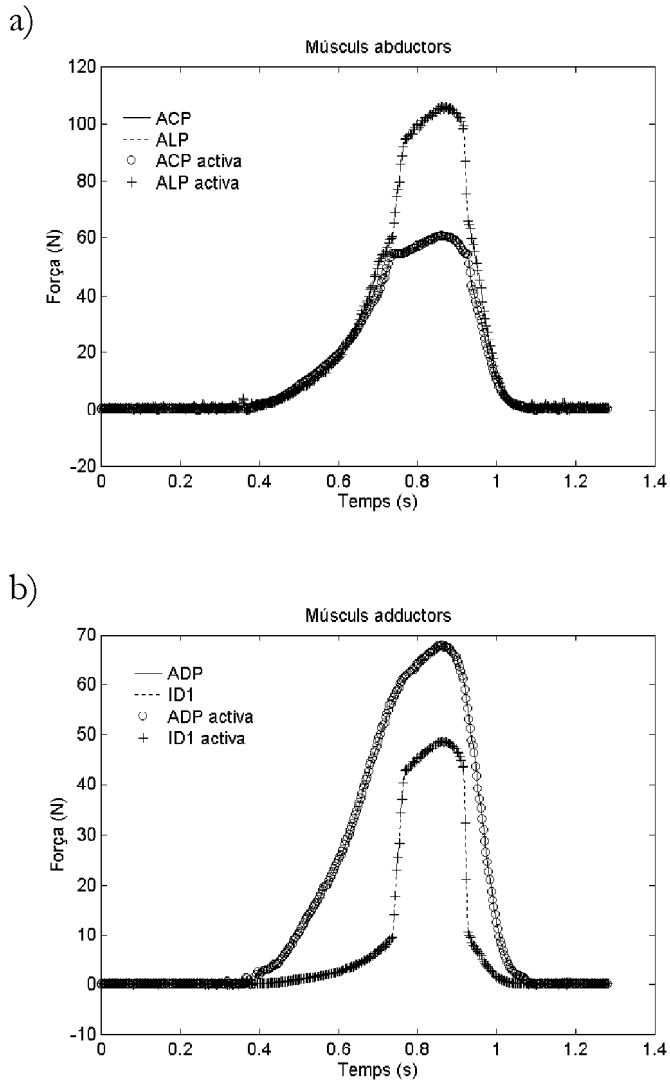 a)
Músculs abductors
120
100
80
60
40
20
0
-20
Força (N)
ACP
ALP
ACP activa
ALP activa
0 0.2 0.4 0.6 0.8 1 1.2 1.4
Temps (s)
b)
Músculs adductors
70
60
50
40
30
20
10
0
-10
Força (N)
ADP
ID1
ADP activa
ID1 activa
0 0.2 0.4 0.6 0.8 1 1.2 1.4
Temps (s)